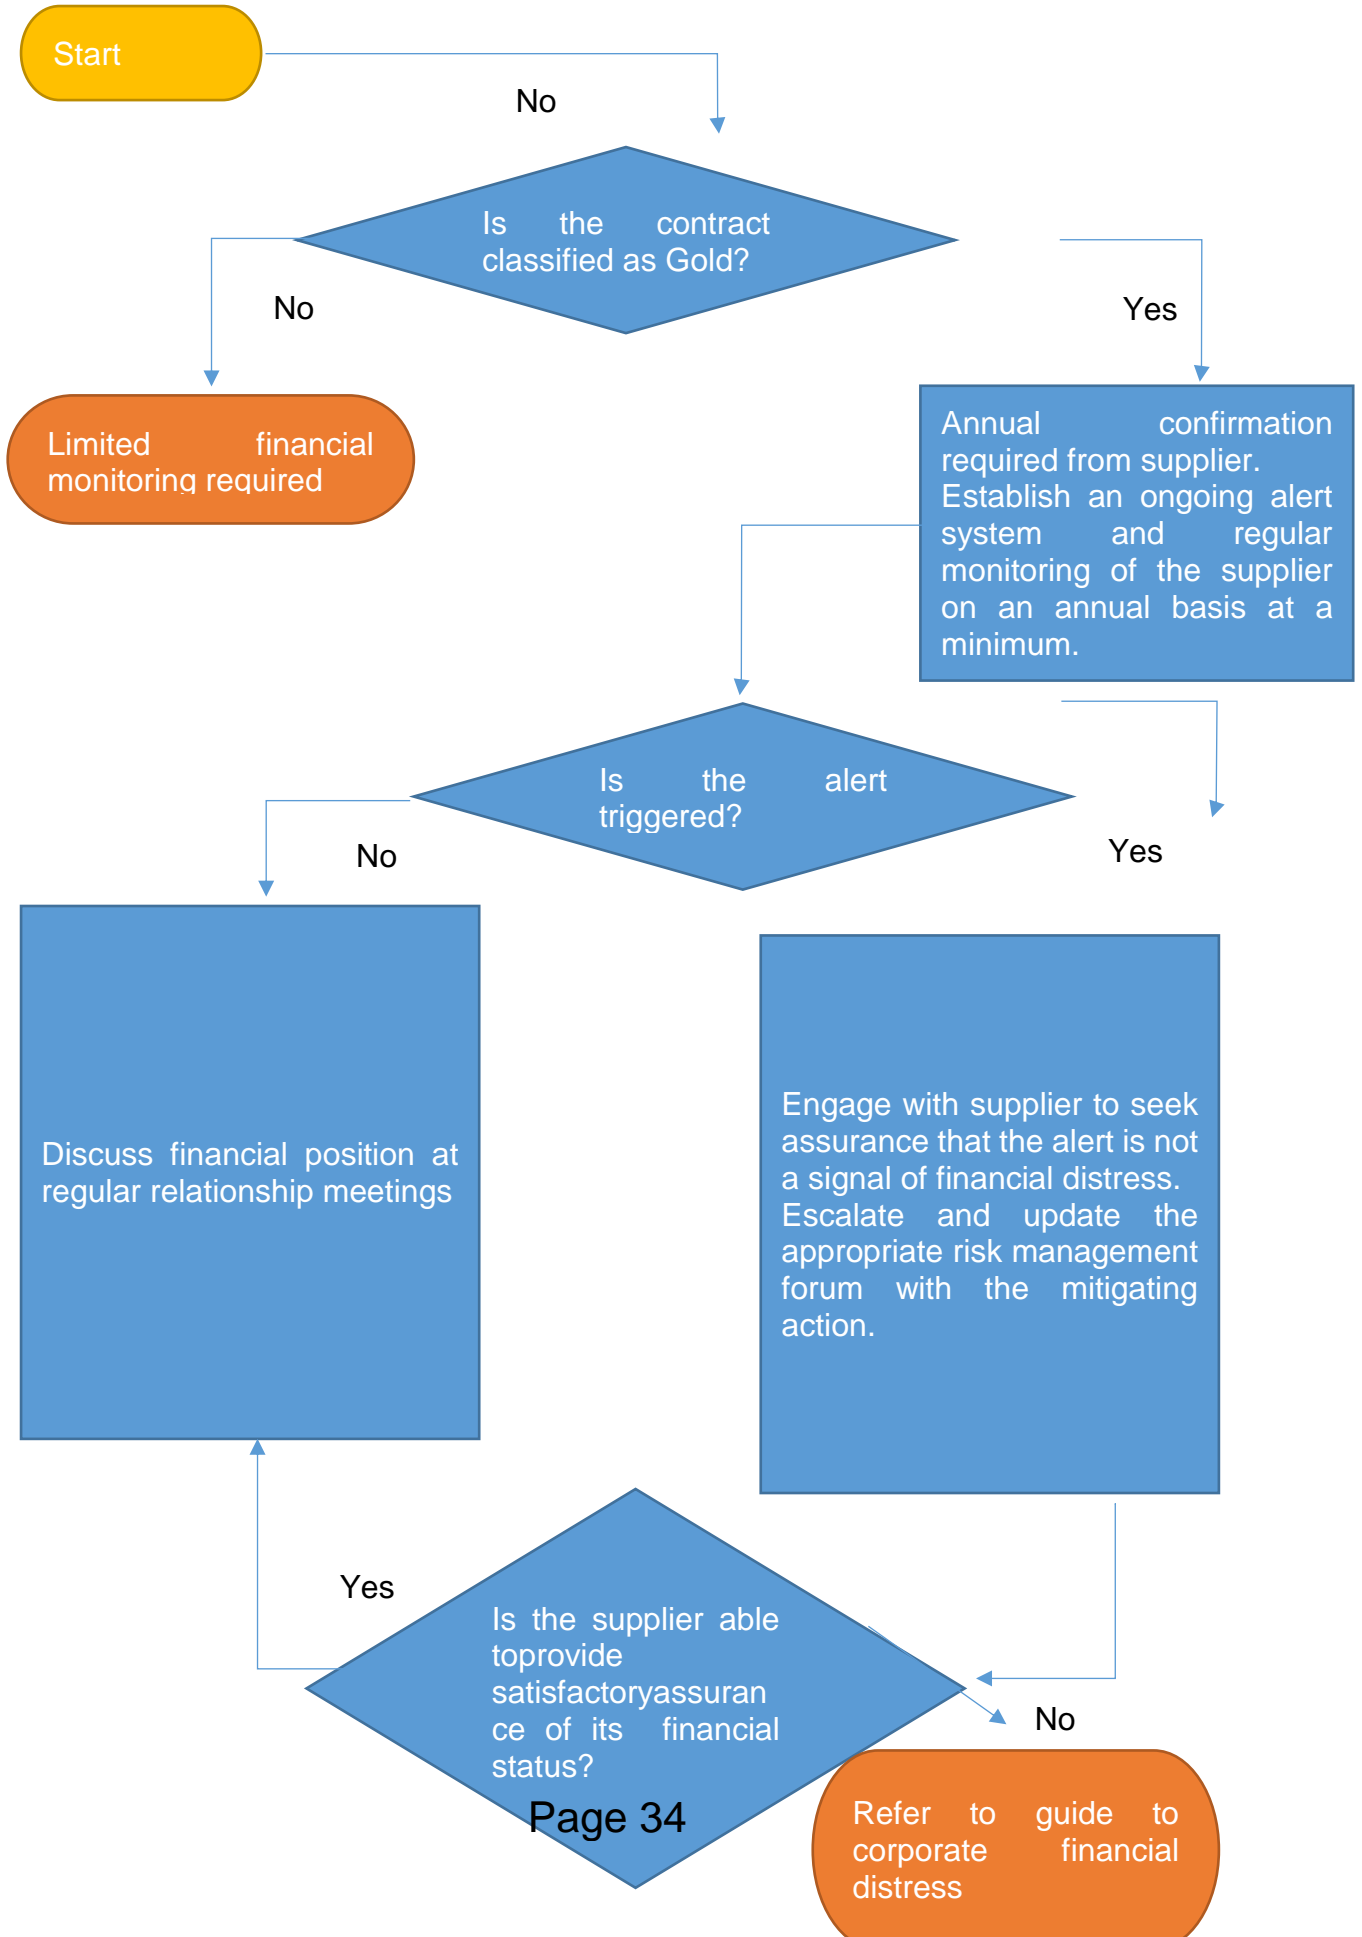 Start
No
Is the contract
classified as Gold?
No
Yes
Limited financial
monitoring required
Annual confirmation
required from supplier.
Establish an ongoing alert
system and regular
monitoring of the supplier
on an annual basis at a
minimum.
Is the alert
triggered?
No
Yes
Discuss financial position at
regular relationship meetings
Engage with supplier to seek
assurance that the alert is not
a signal of financial distress.
Escalate and update the
appropriate risk management
forum with the mitigating
action.
Yes
Is the supplier able
toprovide
satisfactoryassuran
ce of its financial
status?
No
Refer to guide to
corporate financial
distress
Page 34